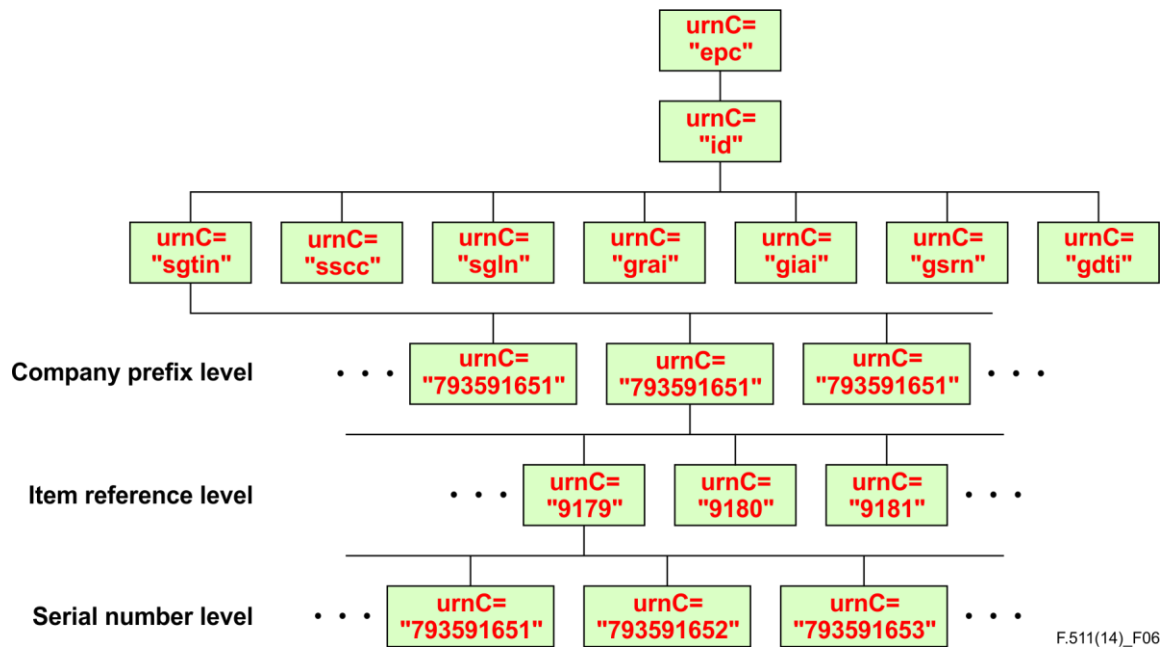 urnC=
"epc"
urnC=
"id"
urnC=
"sgtin"
urnC=
"sscc"
urnC=
"sgln"
urnC=
"grai"
urnC=
"giai"
urnC=
"gsrn"
urnC=
"gdti"
Company prefix level
• • •
urnC=
"793591651"
urnC=
"793591651"
urnC=
"793591651"
• • •
Item reference level
• • •
urnC=
"9179"
urnC=
"9180"
urnC=
"9181"
• • •
Serial number level
• • •
urnC=
"793591651"
urnC=
"793591652"
urnC=
"793591653"
• • •
F.511(14)_F06